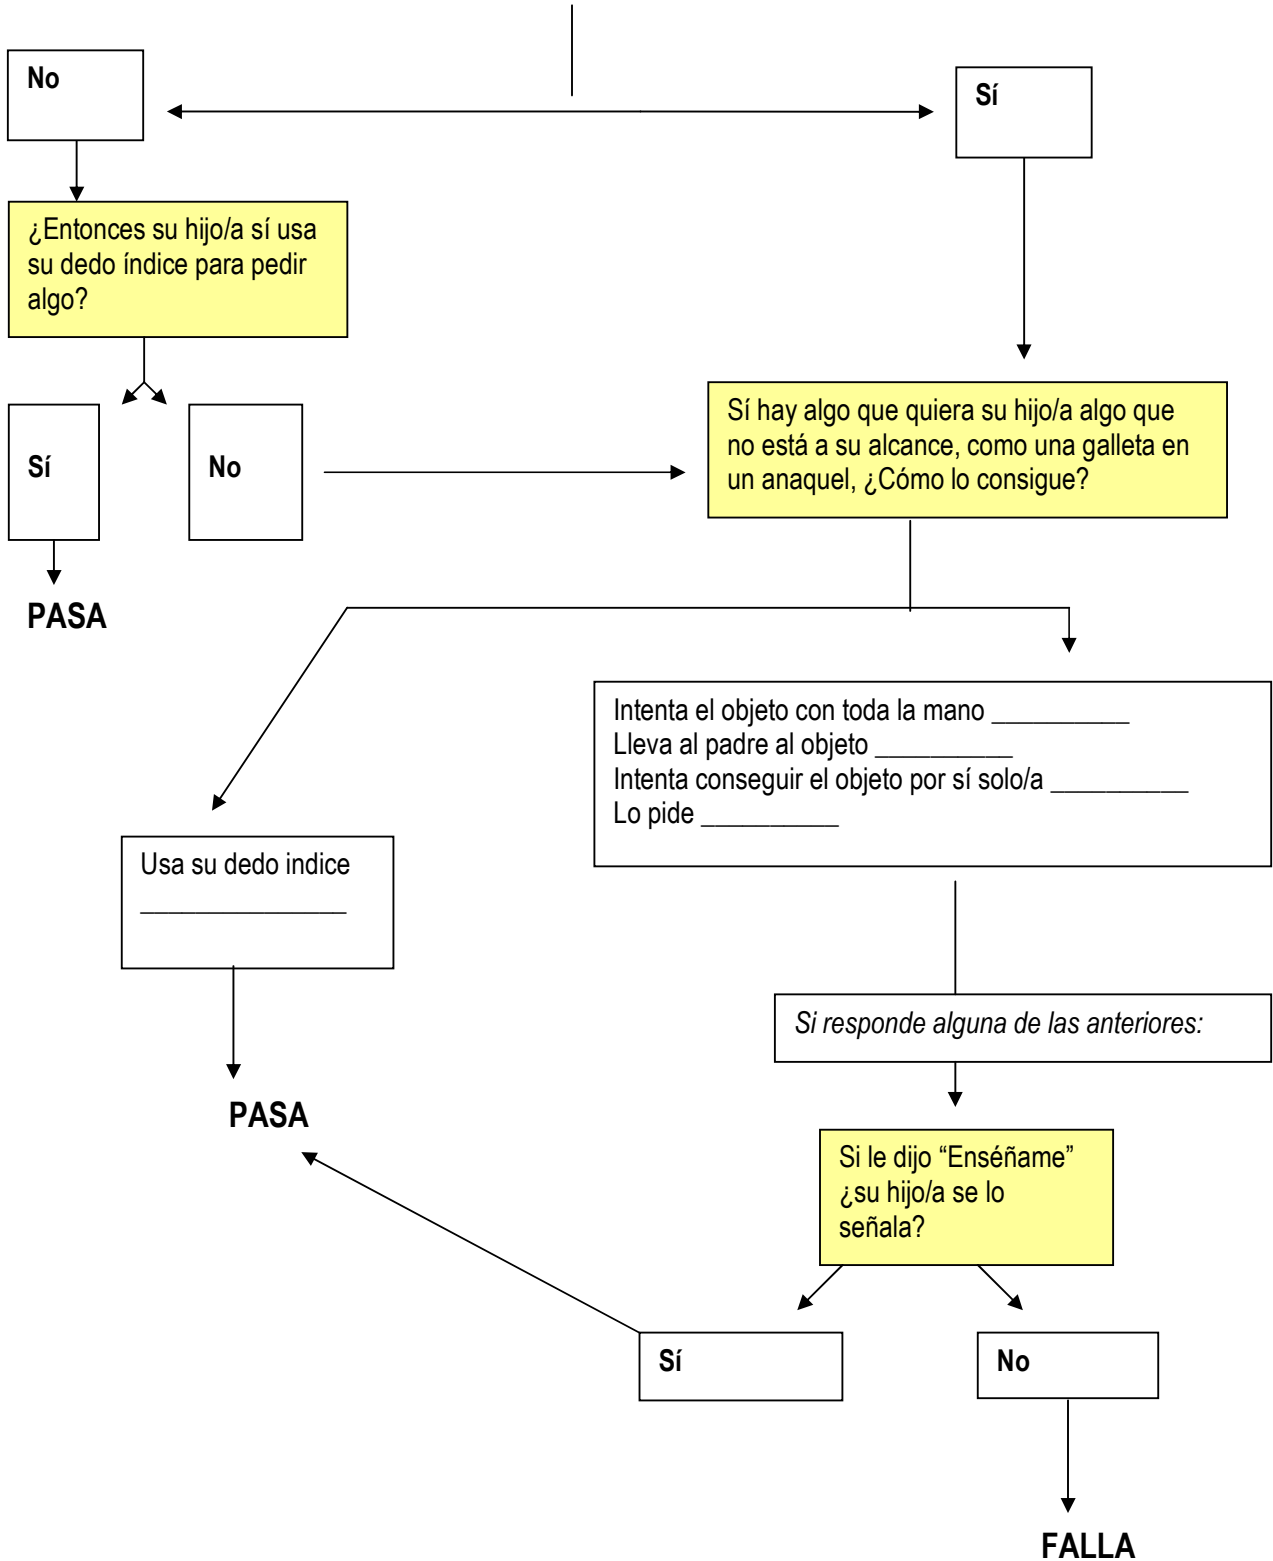 No
Sí
¿Entonces su hijo/a sí usa
su dedo índice para pedir
algo?
Sí
No
Sí hay algo que quiera su hijo/a algo que
no está a su alcance, como una galleta en
un anaquel, ¿Cómo lo consigue?
PASA
Intenta el objeto con toda la mano __________
Lleva al padre al objeto __________
Intenta conseguir el objeto por sí solo/a __________
Lo pide __________
Usa su dedo indice
_______________
Si responde alguna de las anteriores:
PASA
Si le dijo “Enséñame”
¿su hijo/a se lo
señala?
Sí
No
FALLA